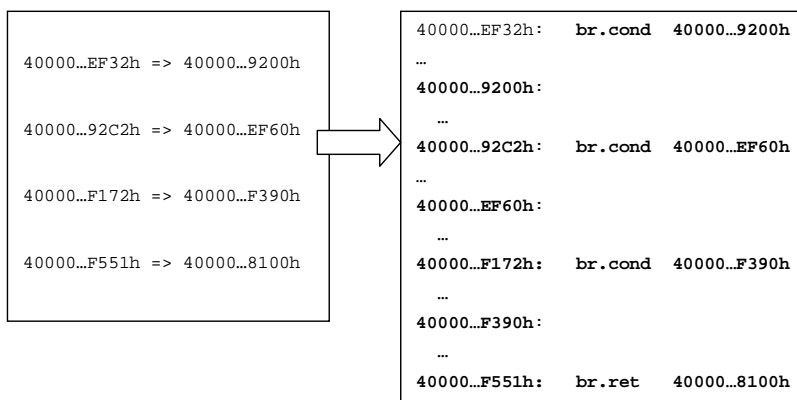 40000…EF32h => 40000…9200h
40000…92C2h => 40000…EF60h
40000…F172h => 40000…F390h
40000…F551h => 40000…8100h
40000…EF32h: br.cond 40000…9200h
…
40000…9200h:
…
40000…92C2h: br.cond 40000…EF60h
…
40000…EF60h:
…
40000…F172h: br.cond 40000…F390h
…
40000…F390h:
…
40000…F551h: br.ret 40000…8100h